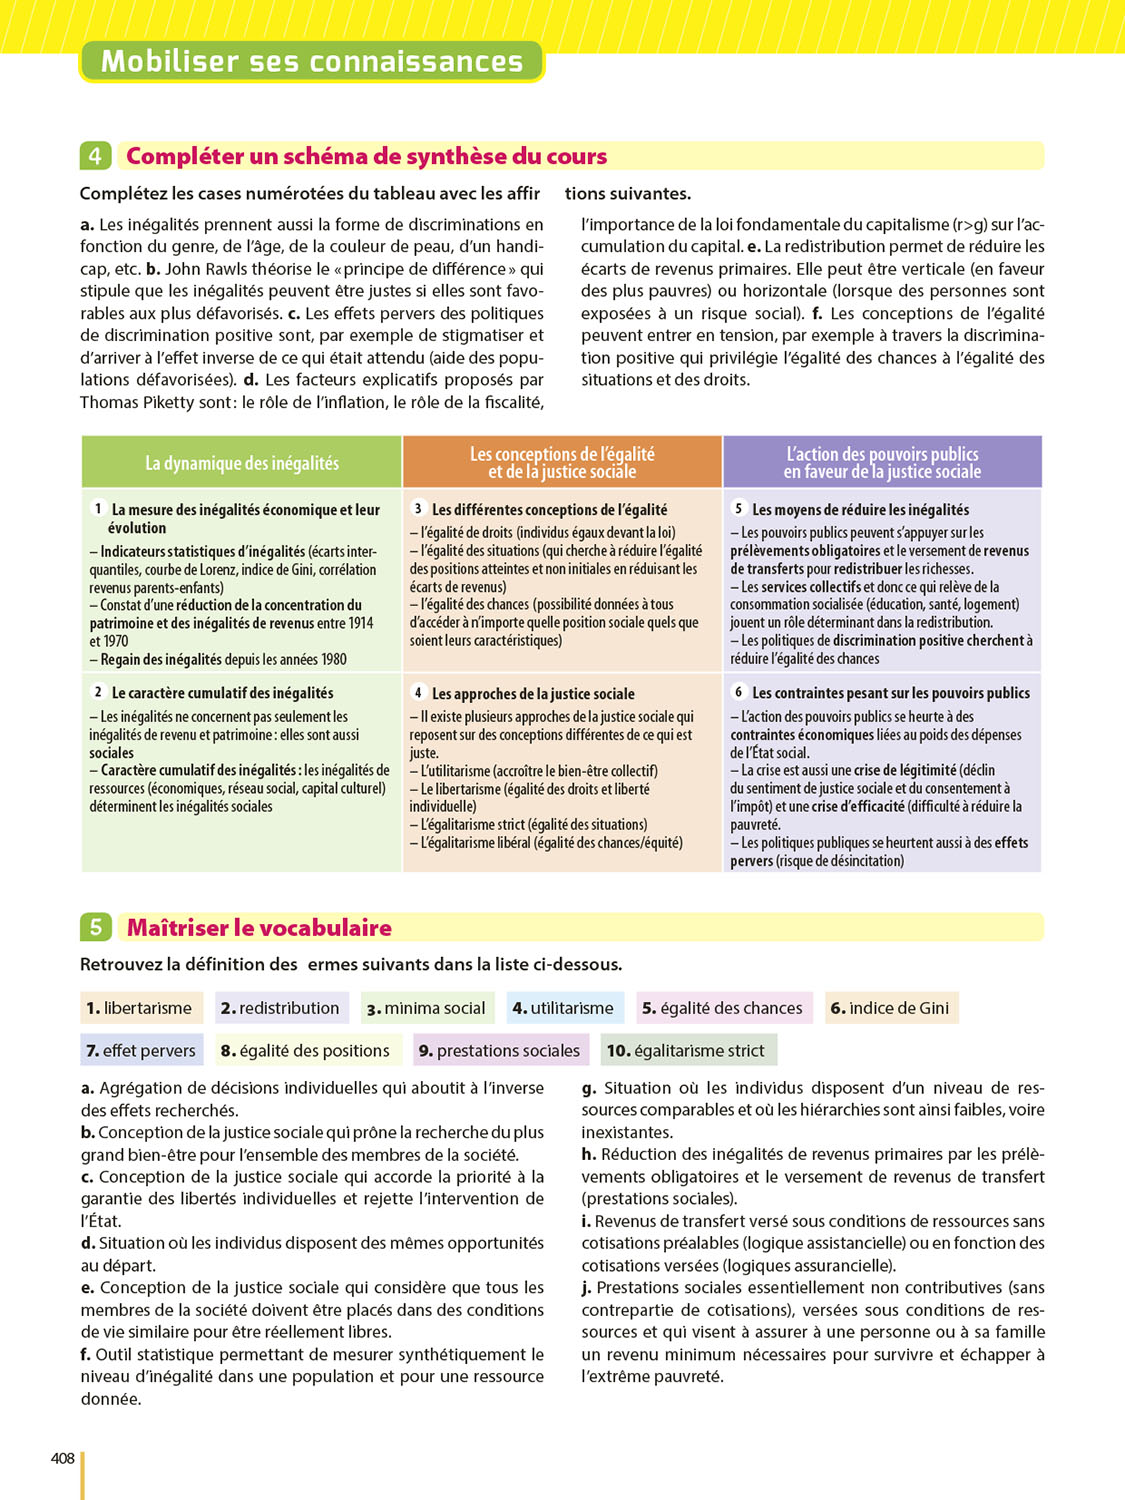 Mobiliser ses connaissances
4 Compléter un schéma de synthèse du cours
Complétez les cases numérotées du tableau avec les affir tions suivantes.
a. Les inégalités prennent aussi la forme de discriminations en
fonction du genre, de l'âge, de la couleur de peau, d'un handi-
cap, etc. b. John Rawls théorise le « principe de différence » qui
stipule que les inégalités peuvent être justes si elles sont favo-
rables aux plus défavorisés. c. Les effets pervers des politiques
de discrimination positive sont, par exemple de stigmatiser et
d'arriver à l'effet inverse de ce qui était attendu (aide des popu-
lations défavorisées). d. Les facteurs explicatifs proposés par
Thomas Piketty sont : le rôle de l'inflation, le rôle de la fiscalité,
l'importance de la loi fondamentale du capitalisme (r>g) sur l'ac-
cumulation du capital. e. La redistribution permet de réduire les
écarts de revenus primaires. Elle peut être verticale (en faveur
des plus pauvres) ou horizontale (lorsque des personnes sont
exposées à un risque social). f. Les conceptions de l'égalité
peuvent entrer en tension, par exemple à travers la discrimina-
tion positive qui privilégie l'égalité des chances à l'égalité des
situations et des droits.
La dynamique des inégalités
1 La mesure des inégalités économique et leur
évolution
– Indicateurs statistiques d'inégalités (écarts inter-
quantiles, courbe de Lorenz, indice de Gini, corrélation
revenus parents-enfants)
– Constat d'une réduction de la concentration du
patrimoine et des inégalités de revenus entre 1914
et 1970
– Regain des inégalités depuis les années 1980
2 Le caractère cumulatif des inégalités
– Les inégalités ne concernent pas seulement les
inégalités de revenu et patrimoine : elles sont aussi
sociales
– Caractère cumulatif des inégalités : les inégalités de
ressources (économiques, réseau social, capital culturel)
déterminent les inégalités sociales
Les conceptions de l'égalité
et de la justice sociale
3 Les différentes conceptions de l'égalité
– l'égalité de droits (individus égaux devant la loi)
– l'égalité des situations (qui cherche à réduire l'égalité
des positions atteintes et non initiales en réduisant les
écarts de revenus)
– l'égalité des chances (possibilité données à tous
d'accéder à n'importe quelle position sociale quels que
soient leurs caractéristiques)
4 Les approches de la justice sociale
– Il existe plusieurs approches de la justice sociale qui
reposent sur des conceptions différentes de ce qui est
juste.
– L'utilitarisme (accroître le bien-être collectif)
– Le libertarisme (égalité des droits et liberté
individuelle)
– L'égalitarisme strict (égalité des situations)
– L'égalitarisme libéral (égalité des chances/équité)
L'action des pouvoirs publics
en faveur de la justice sociale
5 Les moyens de réduire les inégalités
– Les pouvoirs publics peuvent s'appuyer sur les
prélèvements obligatoires et le versement de revenus
de transferts pour redistribuer les richesses.
– Les services collectifs et donc ce qui relève de la
consommation socialisée (éducation, santé, logement)
jouent un rôle déterminant dans la redistribution.
– Les politiques de discrimination positive cherchent à
réduire l'égalité des chances
6 Les contraintes pesant sur les pouvoirs publics
– L'action des pouvoirs publics se heurte à des
contraintes économiques liées au poids des dépenses
de l'État social.
– La crise est aussi une crise de légitimité (déclin
du sentiment de justice sociale et du consentement à
l'impôt) et une crise d'efficacité (difficulté à réduire la
pauvreté.
– Les politiques publiques se heurtent aussi à des effets
pervers (risque de désincitation)
5 Maîtriser le vocabulaire
Retrouvez la définition des ermes suivants dans la liste ci-dessous.
1. libertarisme 2. redistribution 3. minima social 4. utilitarisme 5. égalité des chances 6. indice de Gini
7. effet pervers 8. égalité des positions 9. prestations sociales 10. égalitarisme strict
a. Agrégation de décisions individuelles qui aboutit à l'inverse
des effets recherchés.
b. Conception de la justice sociale qui prône la recherche du plus
grand bien-être pour l'ensemble des membres de la société.
c. Conception de la justice sociale qui accorde la priorité à la
garantie des libertés individuelles et rejette l'intervention de
l'État.
d. Situation où les individus disposent des mêmes opportunités
au départ.
e. Conception de la justice sociale qui considère que tous les
membres de la société doivent être placés dans des conditions
de vie similaire pour être réellement libres.
f. Outil statistique permettant de mesurer synthétiquement le
niveau d'inégalité dans une population et pour une ressource
donnée.
g. Situation où les individus disposent d'un niveau de res-
sources comparables et où les hiérarchies sont ainsi faibles, voire
inexistantes.
h. Réduction des inégalités de revenus primaires par les prélè-
vements obligatoires et le versement de revenus de transfert
(prestations sociales).
i. Revenus de transfert versé sous conditions de ressources sans
cotisations préalables (logique assistancielle) ou en fonction des
cotisations versées (logiques assurancielle).
j. Prestations sociales essentiellement non contributives (sans
contrepartie de cotisations), versées sous conditions de res-
sources et qui visent à assurer à une personne ou à sa famille
un revenu minimum nécessaires pour survivre et échapper à
l'extrême pauvreté.
408